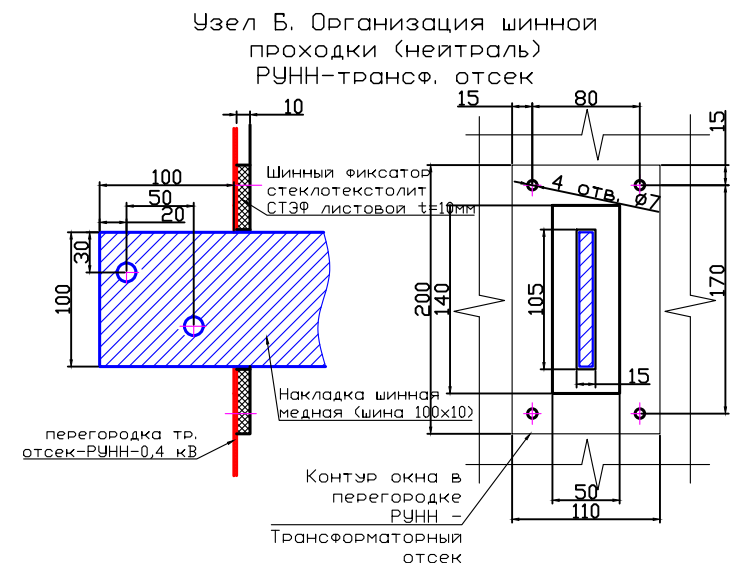 Узел Б. Организация шинной
проходки (нейтраль)
РУНН-трансф. отсек
10
15
80
15
100
50
20
30
100
Шинный фиксатор
стеклотекстолит
СТЭФ листовой t=10мм
4 отв. ø7
200
140
105
170
15
Накладка шинная
медная (шина 100х10)
перегородка тр.
отсек-РУНН-0,4 кВ
Контур окна в
перегородке
РУНН -
Трансформаторный
отсек
50
110